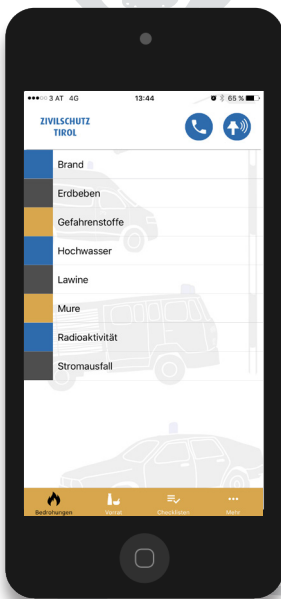 3 AT 4G 13:44 65 %
ZIVILSCHUTZ
TIROL
Brand
Erdbeben
Gefahrenstoffe
Hochwasser
Lawine
Mure
Radioaktivität
Stromausfall
Bedrohungen Vorrat Checklisten Mehr